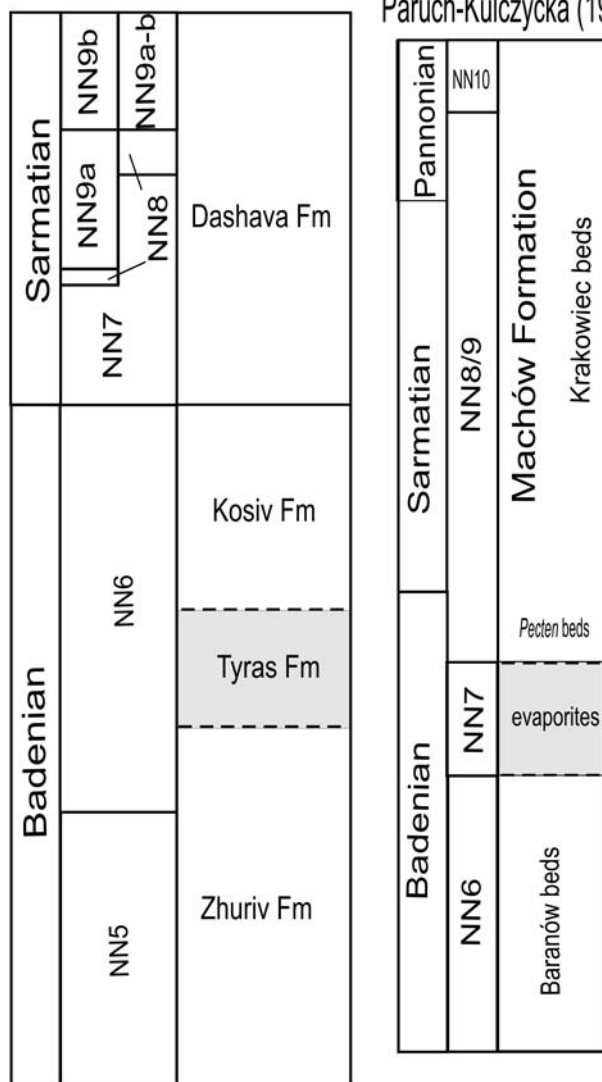 Paruch-Kulczycka (19
Sarmatian
NN9b
NN9a-b
NN9a
NN8
NN7
Dashava Fm
Badenian
NN6
NN5
Kosiv Fm
Tyras Fm
Zhuriv Fm
Pannonian
Sarmatian
Badenian
NN10
NN8/9
NN7
NN6
Machów Formation
Krakowiec beds
Pecten beds
evaporites
Baranów beds